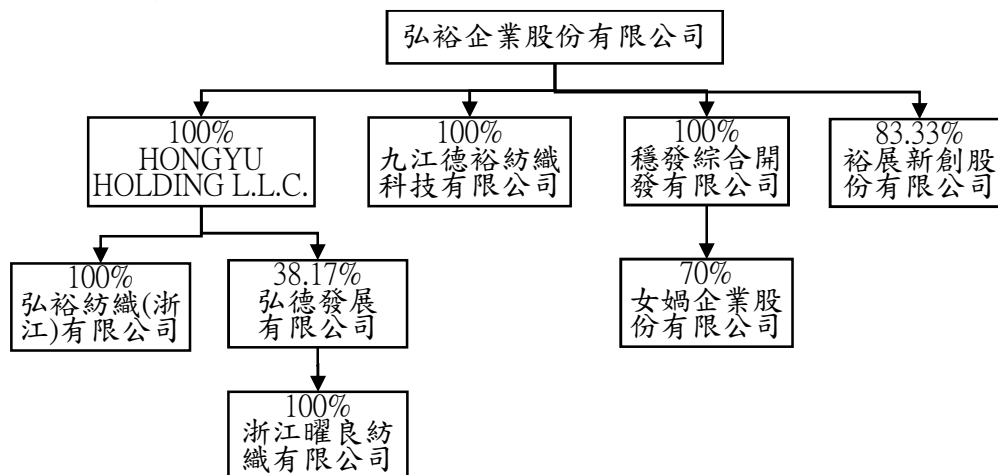 弘裕企業股份有限公司
100%
HONGYU
HOLDING L.L.C.
100%
九江德裕紡織
科技有限公司
100%
穩發綜合開
發有限公司
83.33%
裕展新創股
份有限公司
100%
弘裕紡織(浙
江)有限公司
38.17%
弘德發展
有限公司
70%
女媧企業股
份有限公司
100%
浙江曜良紡
織有限公司